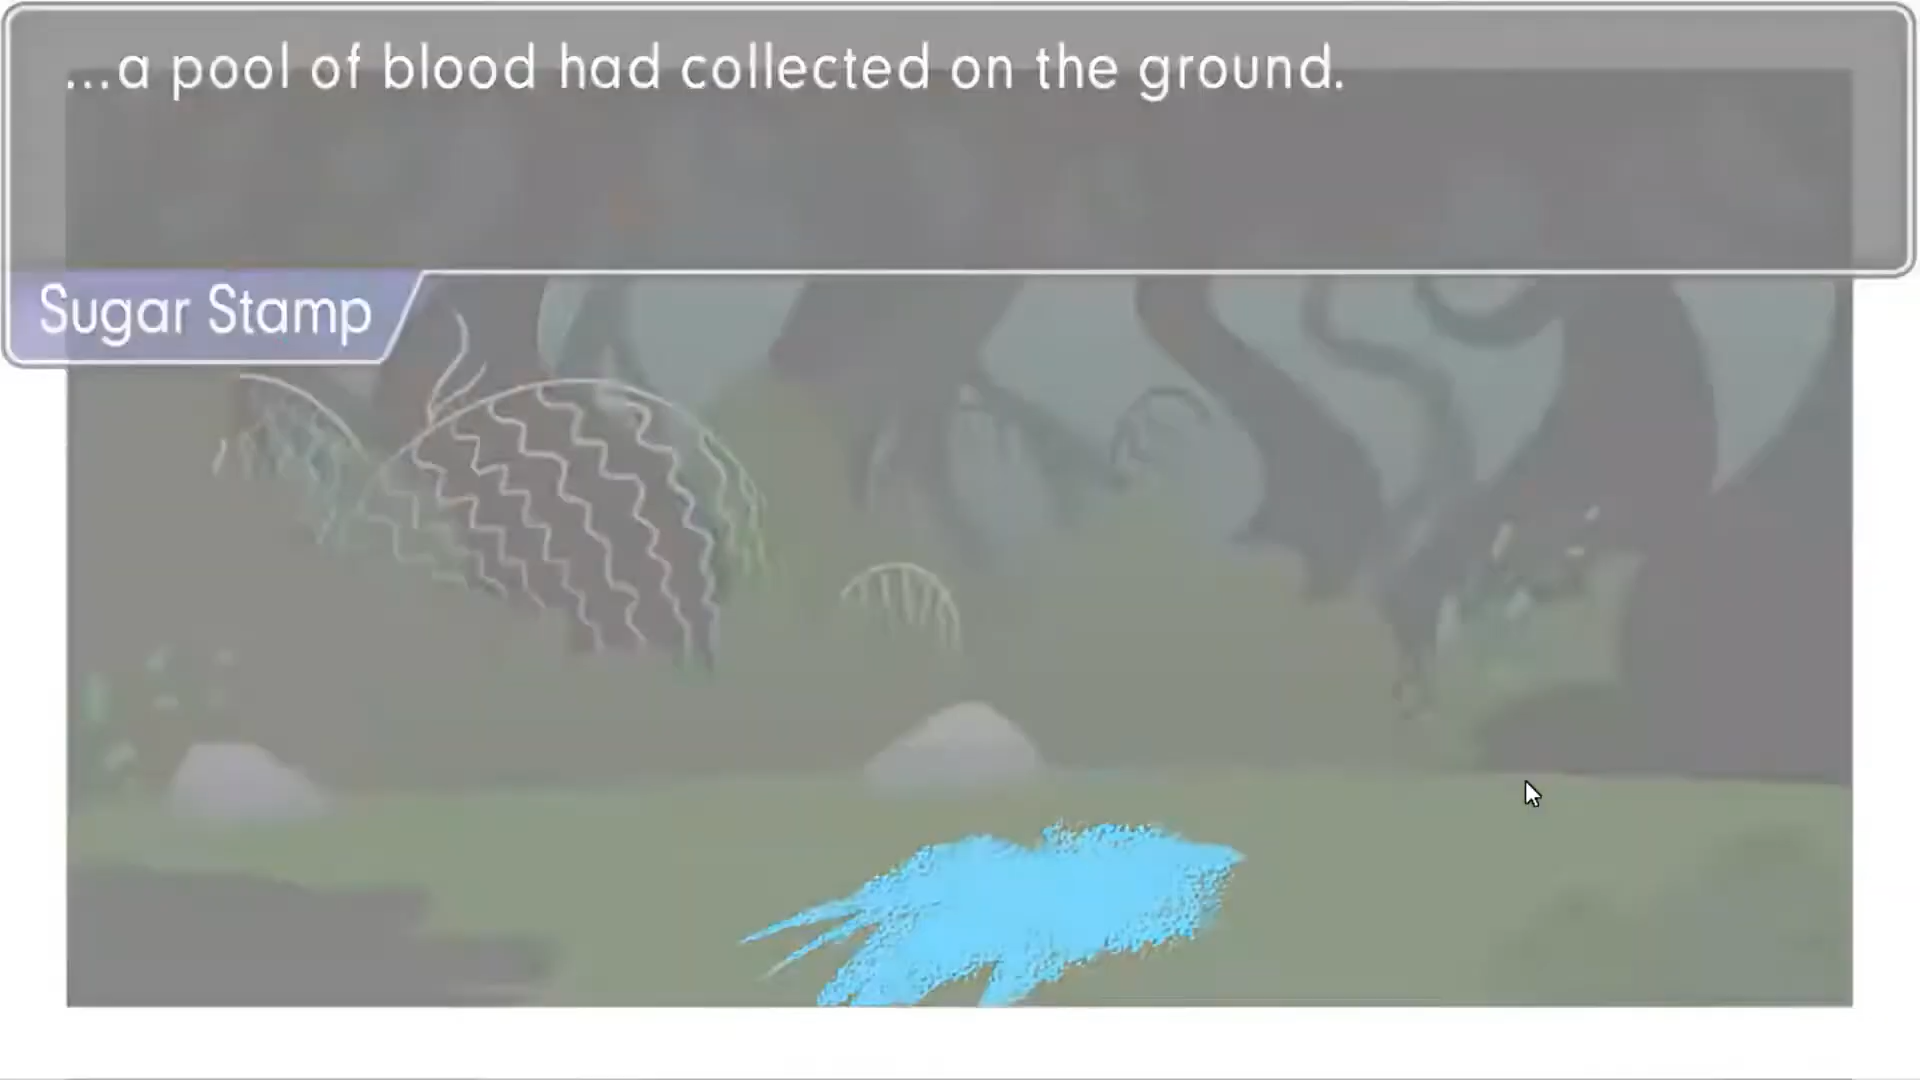 ...a pool of blood had collected on the ground.
Sugar Stamp